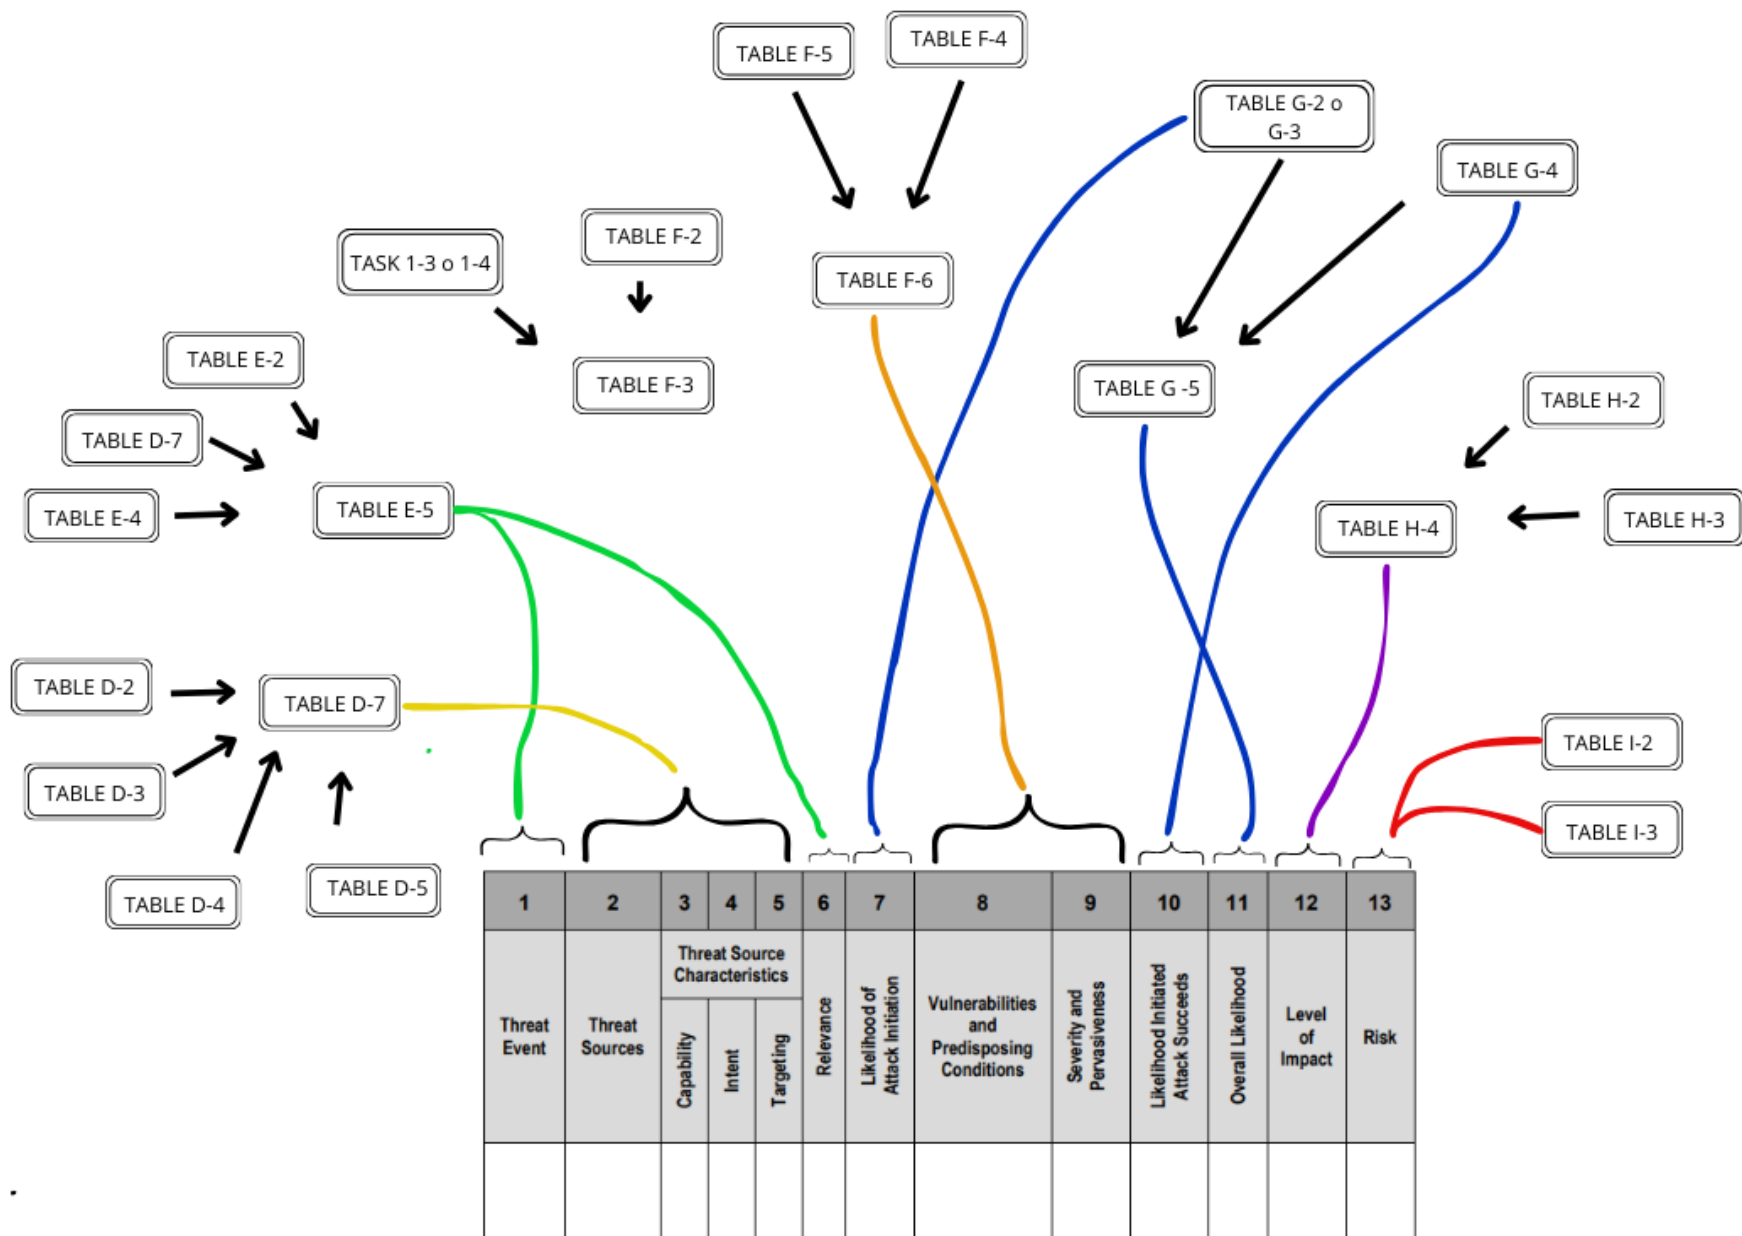 TABLE F-5
TABLE F-4
TABLE G-2 o
G-3
TABLE G-4
TABLE F-2
TASK 1-3 o 1-4
TABLE F-6
TABLE E-2
TABLE F-3
TABLE G -5
TABLE H-2
TABLE D-7
TABLE E-4
TABLE E-5
TABLE H-4
TABLE H-3
TABLE D-2
TABLE D-7
TABLE I-2
TABLE D-3
TABLE I-3
TABLE D-4
TABLE D-5
1 2 3 4 5 6 7 8 9 10 11 12 13
Threat
Event
Threat
Sources
Threat Source
Characteristics
Capability
Intent
Targeting
Relevance
Likelihood of
Attack Initiation
Vulnerabilities
and
Predisposing
Conditions
Severity and
Pervasiveness
Likelihood Initiated
Attack Succeeds
Overall Likelihood
Level
of
Impact
Risk